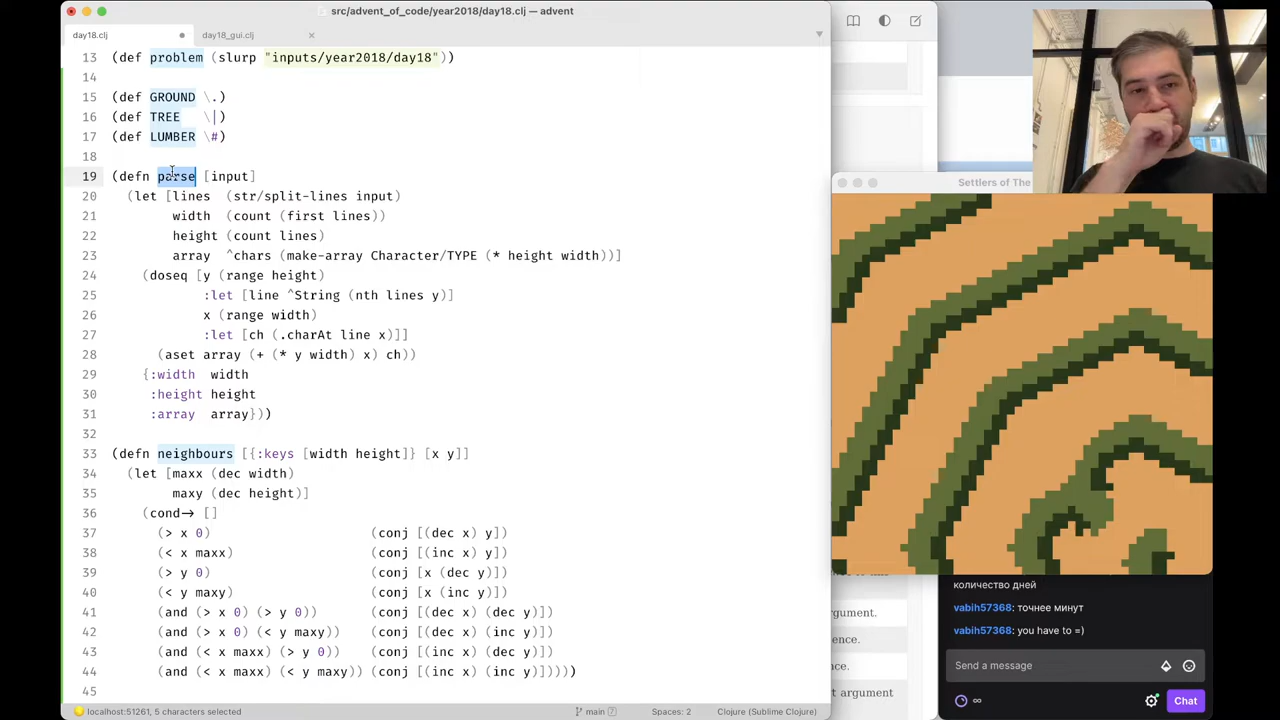 src/advent_of_code/year2018/day18.clj — advent
day18.clj
day18_gui.clj
13 (def problem (slurp "inputs/year2018/day18"))
14
15 (def GROUND \.)
16 (def TREE \|)
17 (def LUMBER \#)
18
19 (defn parse [input]
20 (let [lines (str/split-lines input)
21 width (count (first lines))
22 height (count lines)
23 array ^chars (make-array Character/TYPE (* height width))]
24 (doseq [y (range height)
25 :let [line ^String (nth lines y)]
26 x (range width)
27 :let [ch (.charAt line x)]]
28 (aset array (+ (* y width) x) ch))
29 {:width width
30 :height height
31 :array array}))
32
33 (defn neighbours [{:keys [width height]} [x y]]
34 (let [maxx (dec width)
35 maxy (dec height)]
36 (cond-> []
37 (> x 0) (conj [(dec x) y])
38 (< x maxx) (conj [(inc x) y])
39 (> y 0) (conj [x (dec y)])
40 (< y maxy) (conj [x (inc y)])
41 (and (> x 0) (> y 0)) (conj [(dec x) (dec y)])
42 (and (> x 0) (< y maxy)) (conj [(dec x) (inc y)])
43 (and (< x maxx) (> y 0)) (conj [(inc x) (dec y)])
44 (and (< x maxx) (< y maxy)) (conj [(inc x) (inc y)]))))
45
localhost:51261, 5 characters selected
main 7
Spaces: 2
Clojure (Sublime Clojure)
Settlers of The
argument.
ence.
ce.
t argument
количество дней
vabih57368: точнее минут
vabih57368: you have to =)
Send a message
∞
Chat